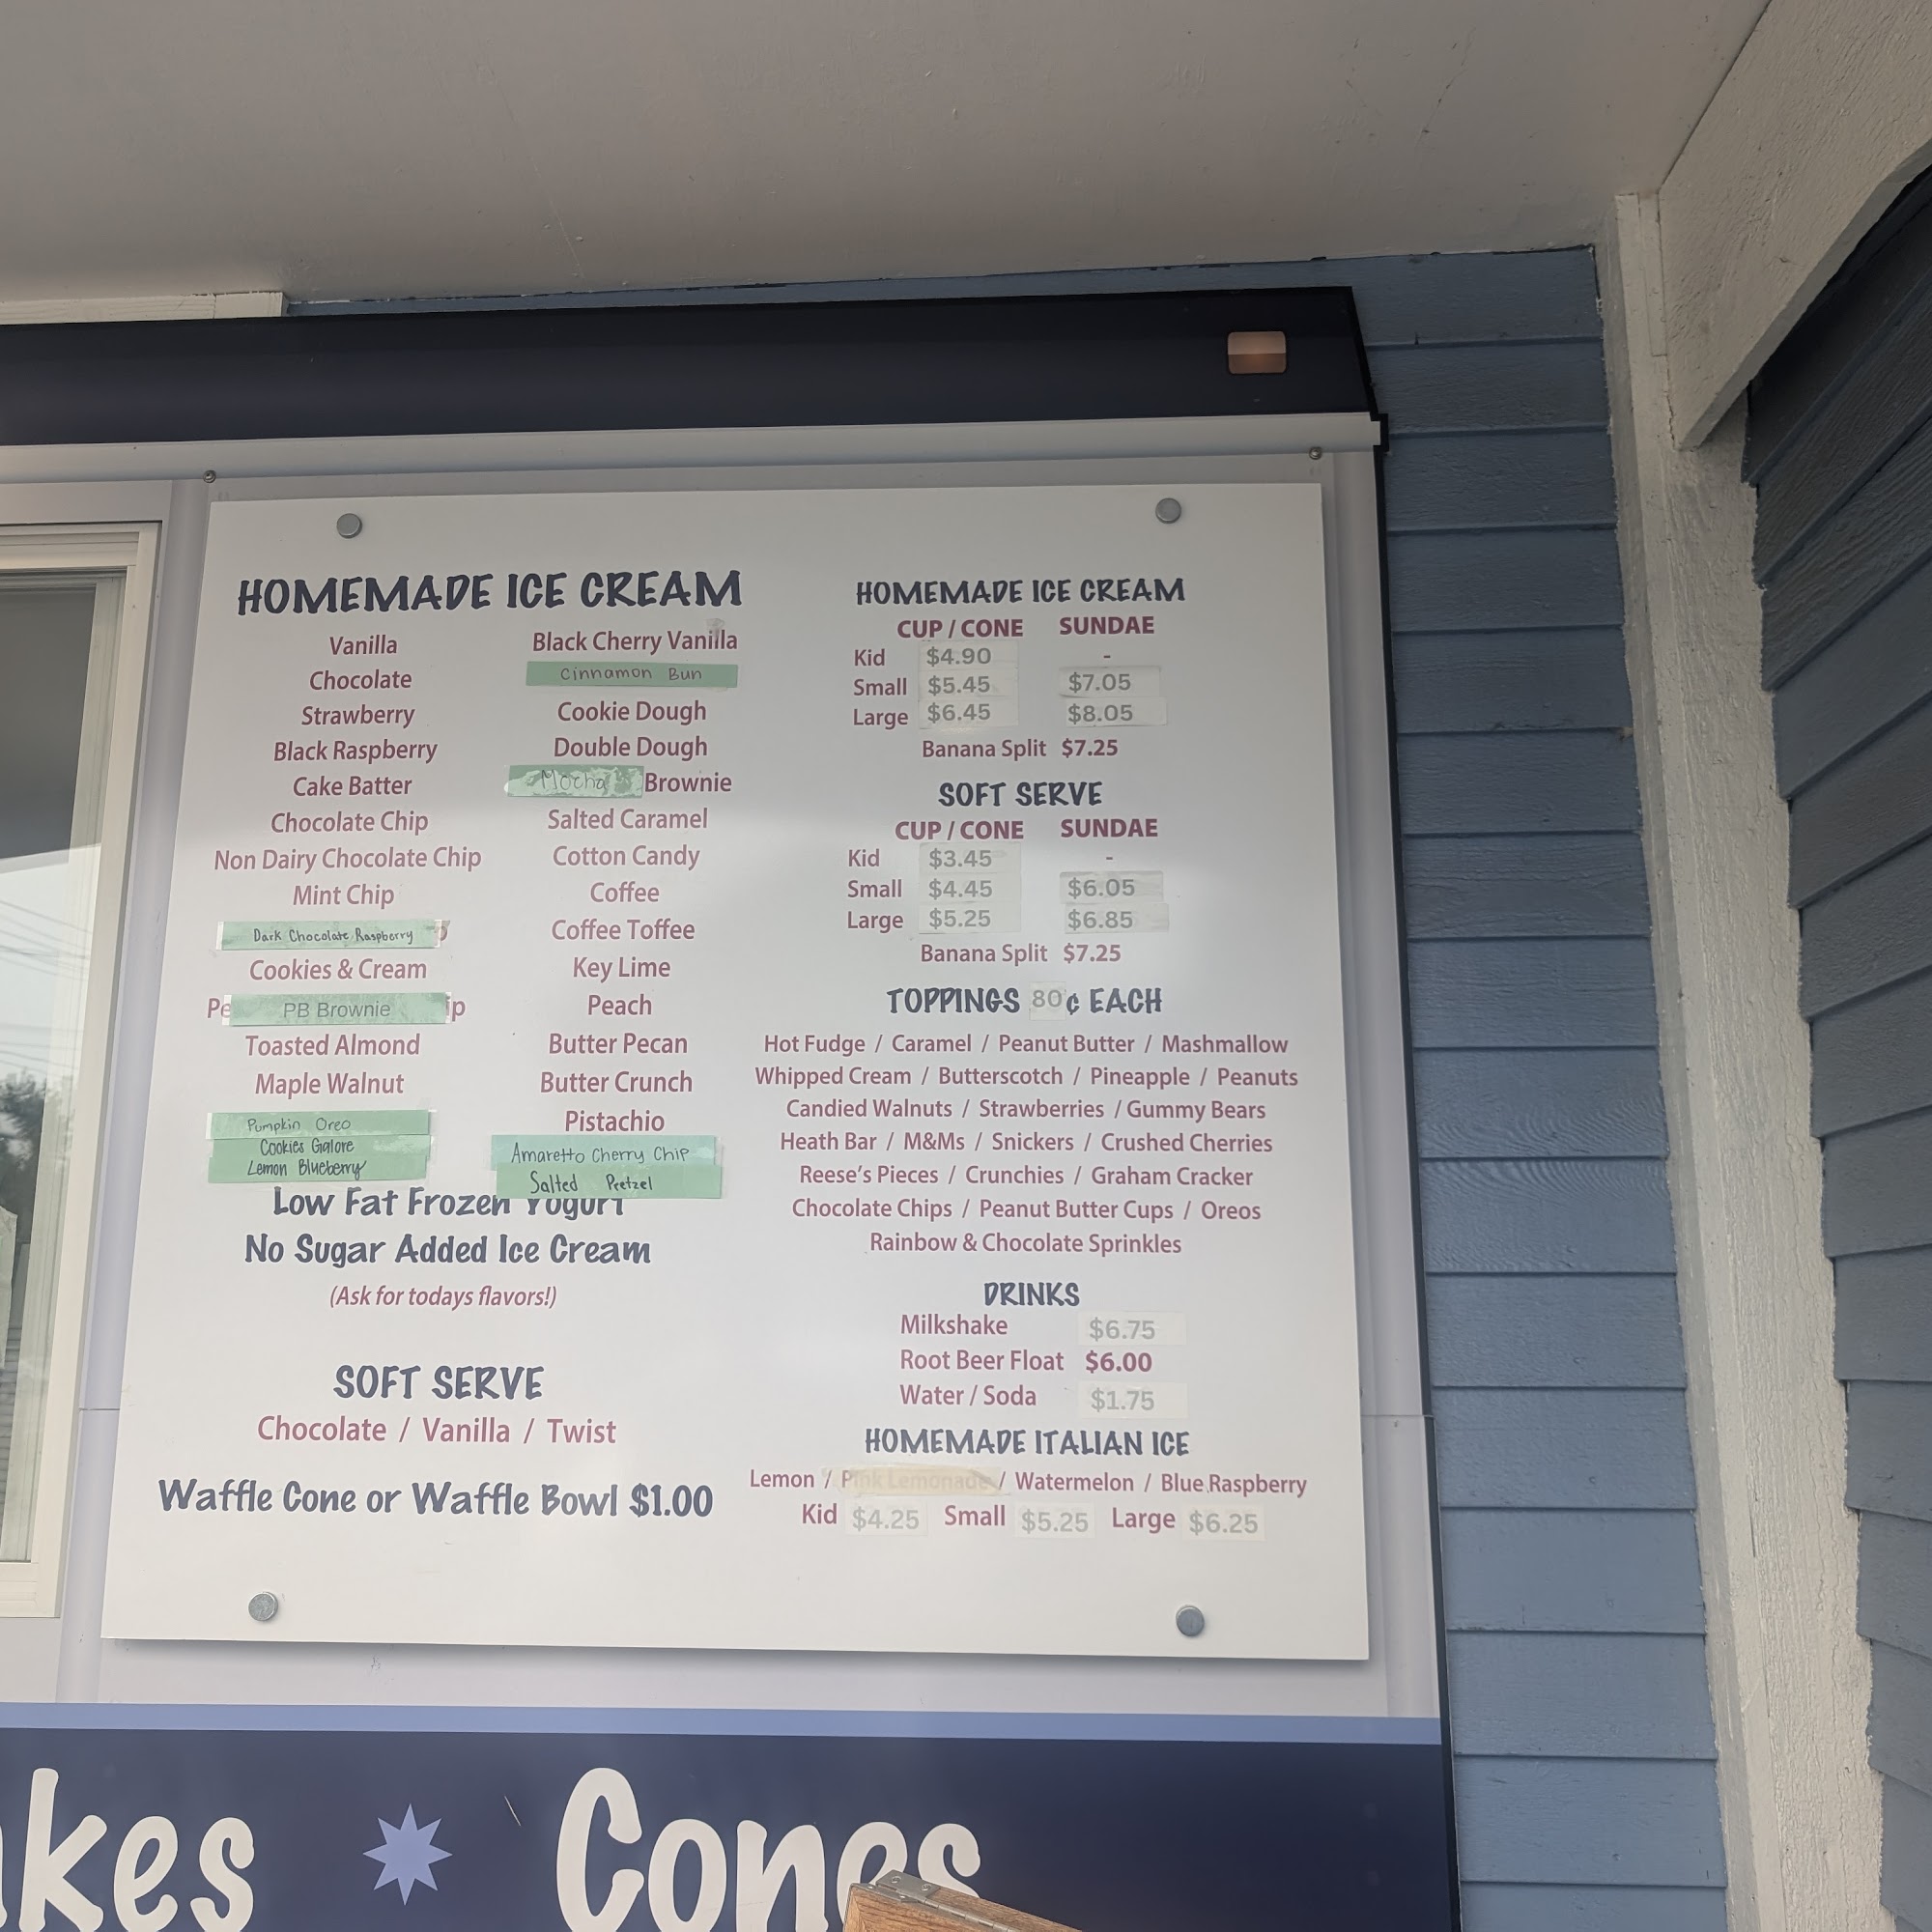 HOMEMADE ICE CREAM
Vanilla
Chocolate
Strawberry
Black Raspberry
Cake Batter
Chocolate Chip
Non Dairy Chocolate Chip
Mint Chip
Dark Chocolate Raspberry
Cookies & Cream
Pe PB Brownie ip
Toasted Almond
Maple Walnut
Pumpkin Oreo
Cookies Galore
Lemon Blueberry
Black Cherry Vanilla
Cinnamon Bun
Cookie Dough
Double Dough
Mocha Brownie
Salted Caramel
Cotton Candy
Coffee
Coffee Toffee
Key Lime
Peach
Butter Pecan
Butter Crunch
Pistachio
Amaretto Cherry Chip
Salted Pretzel
Low Fat Frozen Yogurt
No Sugar Added Ice Cream
(Ask for todays flavors!)
SOFT SERVE
Chocolate / Vanilla / Twist
Waffle Cone or Waffle Bowl $1.00
HOMEMADE ICE CREAM
CUP / CONE SUNDAE
Kid $4.90 -
Small $5.45 $7.05
Large $6.45 $8.05
Banana Split $7.25
SOFT SERVE
CUP / CONE SUNDAE
Kid $3.45 -
Small $4.45 $6.05
Large $5.25 $6.85
Banana Split $7.25
TOPPINGS 80¢ EACH
Hot Fudge / Caramel / Peanut Butter / Mashmallow
Whipped Cream / Butterscotch / Pineapple / Peanuts
Candied Walnuts / Strawberries / Gummy Bears
Heath Bar / M&Ms / Snickers / Crushed Cherries
Reese's Pieces / Crunchies / Graham Cracker
Chocolate Chips / Peanut Butter Cups / Oreos
Rainbow & Chocolate Sprinkles
DRINKS
Milkshake $6.75
Root Beer Float $6.00
Water / Soda $1.75
HOMEMADE ITALIAN ICE
Lemon / Pink Lemonade / Watermelon / Blue Raspberry
Kid $4.25 Small $5.25 Large $6.25
akes Cones